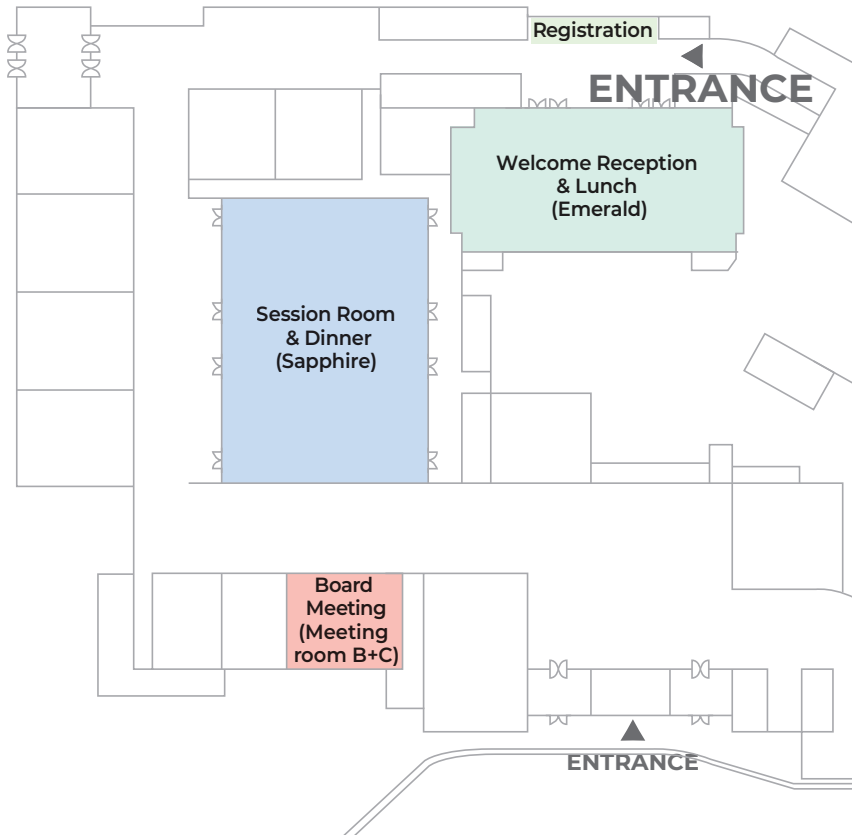 Registration
ENTRANCE
Welcome Reception
& Lunch
(Emerald)
Session Room
& Dinner
(Sapphire)
Board
Meeting
(Meeting
room B+C)
ENTRANCE